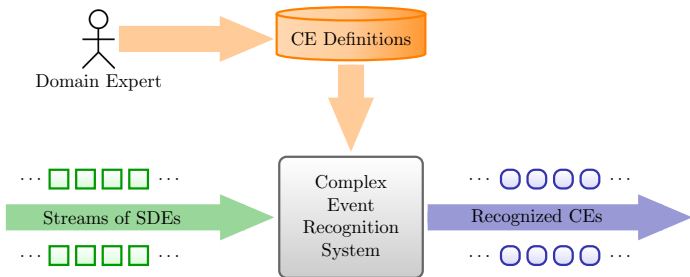 CE Definitions
Domain Expert
Complex
Event
Recognition
System
Streams of SDEs
Recognized CEs